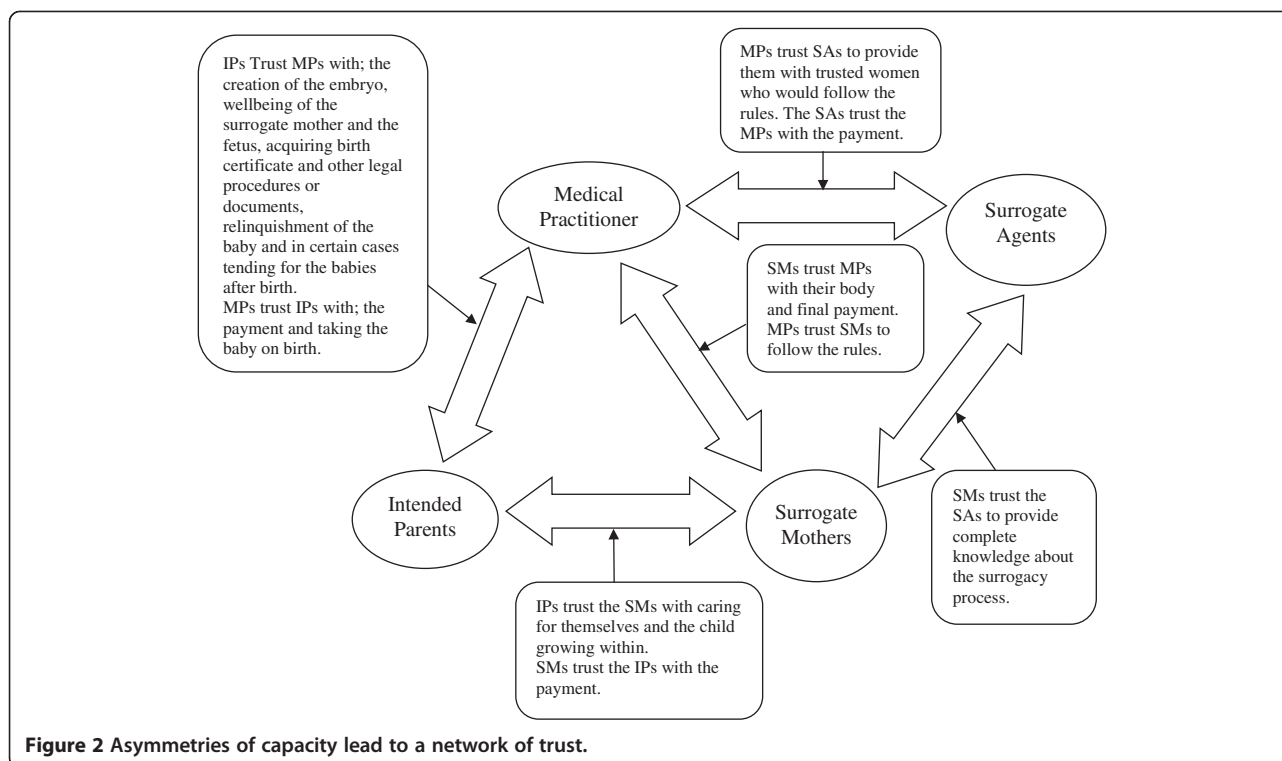 IPs Trust MPs with; the
creation of the embryo,
wellbeing of the
surrogate mother and the
fetus, acquiring birth
certificate and other legal
procedures or
documents,
relinquishment of the
baby and in certain cases
tending for the babies
after birth.
MPs trust IPs with; the
payment and taking the
baby on birth.
MPs trust SAs to provide
them with trusted women
who would follow the
rules. The SAs trust the
MPs with the payment.
Medical
Practitioner
Surrogate
Agents
SMs trust MPs
with their body
and final payment.
MPs trust SMs to
follow the rules.
Intended
Parents
Surrogate
Mothers
SMs trust the
SAs to provide
complete
knowledge about
the surrogacy
process.
IPs trust the SMs with caring
for themselves and the child
growing within.
SMs trust the IPs with the
payment.
Figure 2 Asymmetries of capacity lead to a network of trust.